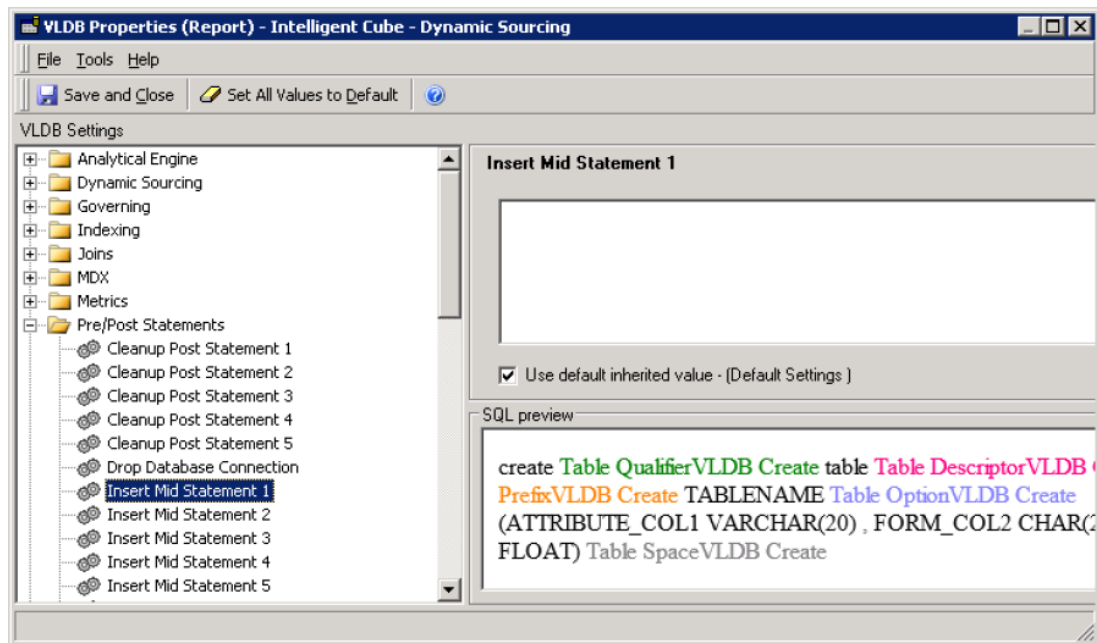 VLDB Properties (Report) - Intelligent Cube - Dynamic Sourcing
File Tools Help
Save and Close Set All Values to Default
VLDB Settings
Analytical Engine
Dynamic Sourcing
Governing
Indexing
Joins
MDX
Metrics
Pre/Post Statements
Cleanup Post Statement 1
Cleanup Post Statement 2
Cleanup Post Statement 3
Cleanup Post Statement 4
Cleanup Post Statement 5
Drop Database Connection
Insert Mid Statement 1
Insert Mid Statement 2
Insert Mid Statement 3
Insert Mid Statement 4
Insert Mid Statement 5
Insert Mid Statement 1
Use default inherited value - (Default Settings )
SQL preview
create Table QualifierVLDB Create table Table DescriptorVLDB
PrefixVLDB Create TABLENAME Table OptionVLDB Create
(ATTRIBUTE_COL1 VARCHAR(20) , FORM_COL2 CHAR(2
FLOAT) Table SpaceVLDB Create